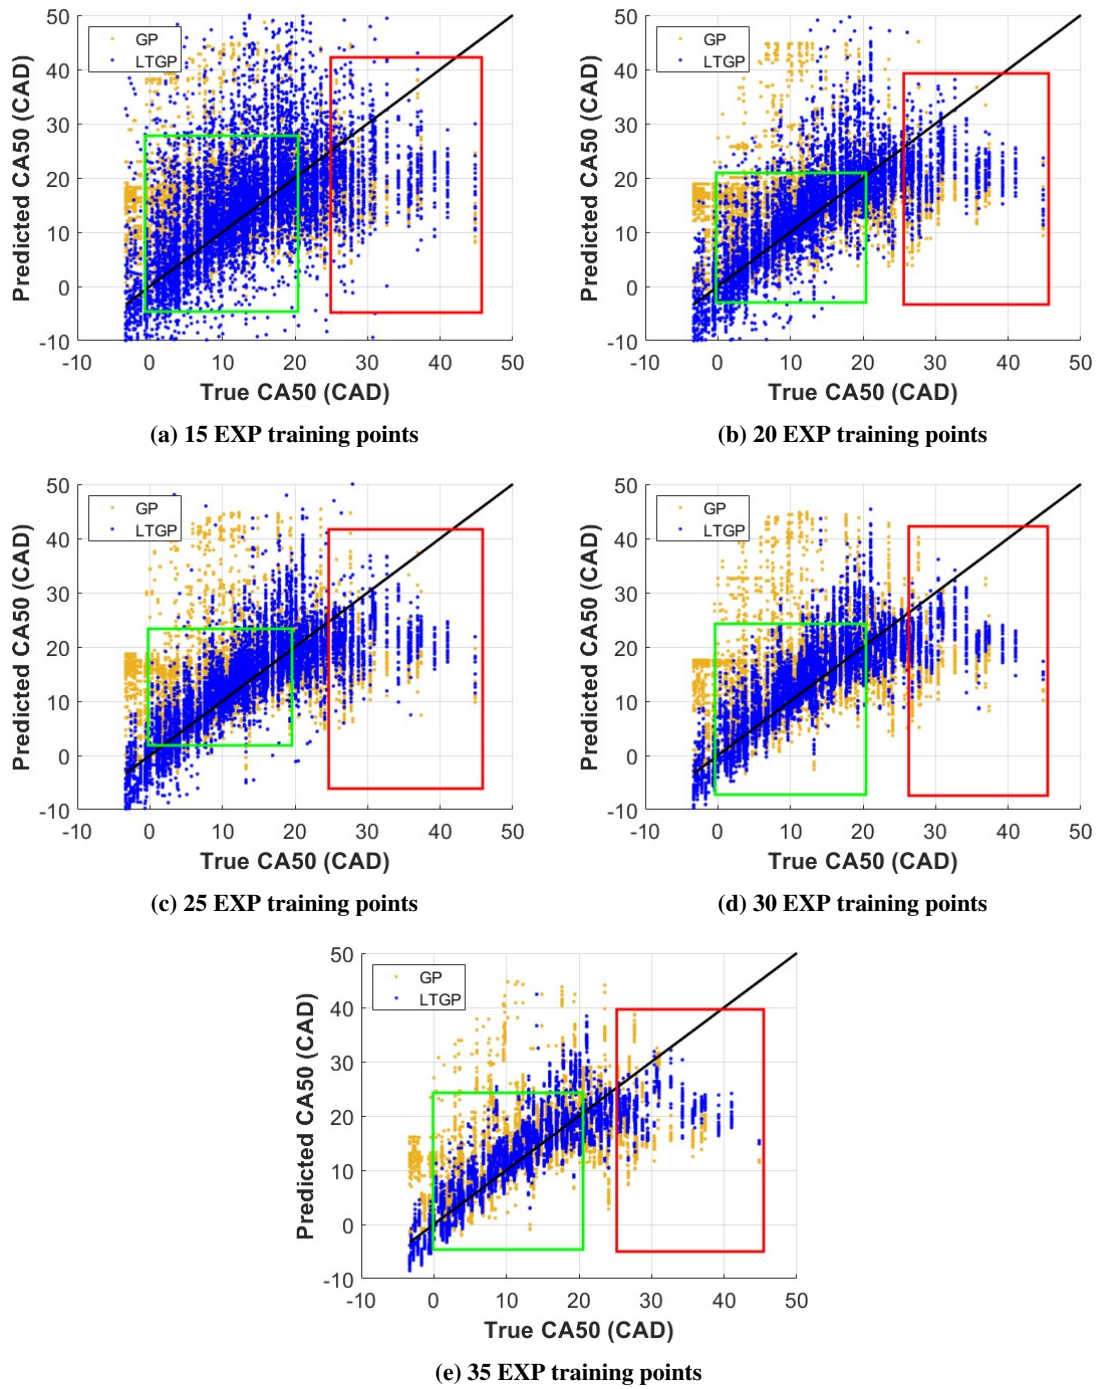 50
40
30
20
10
0
-10
Predicted CA50 (CAD)
GP
LTGP
-10 0 10 20 30 40 50
True CA50 (CAD)
(a) 15 EXP training points
50
40
30
20
10
0
-10
Predicted CA50 (CAD)
GP
LTGP
-10 0 10 20 30 40 50
True CA50 (CAD)
(b) 20 EXP training points
50
40
30
20
10
0
-10
Predicted CA50 (CAD)
GP
LTGP
-10 0 10 20 30 40 50
True CA50 (CAD)
(c) 25 EXP training points
50
40
30
20
10
0
-10
Predicted CA50 (CAD)
GP
LTGP
-10 0 10 20 30 40 50
True CA50 (CAD)
(d) 30 EXP training points
50
40
30
20
10
0
-10
Predicted CA50 (CAD)
GP
LTGP
-10 0 10 20 30 40 50
True CA50 (CAD)
(e) 35 EXP training points